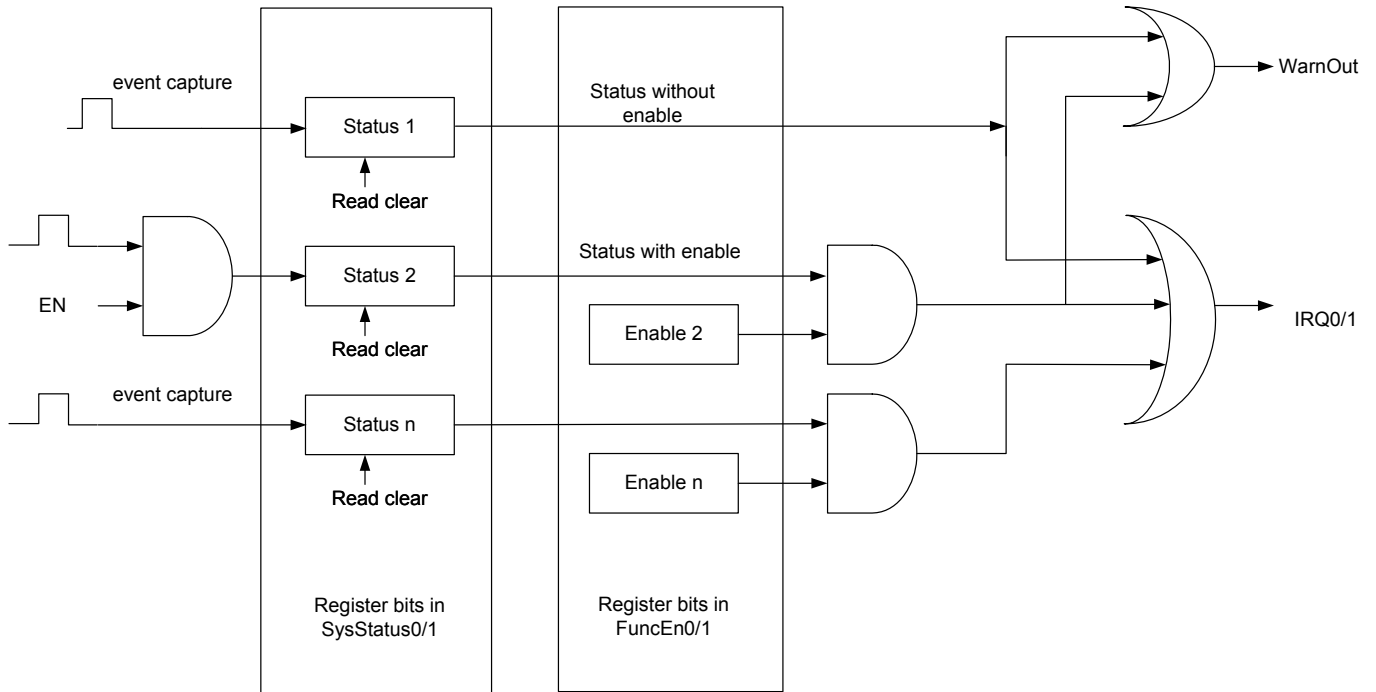 WarnOut
event capture
Status without
enable
Status 1
Read clear
Status with enable
Status 2
EN
Enable 2
IRQ0/1
Read clear
event capture
Status n
Enable n
Read clear
Register bits in
SysStatus0/1
Register bits in
FuncEn0/1